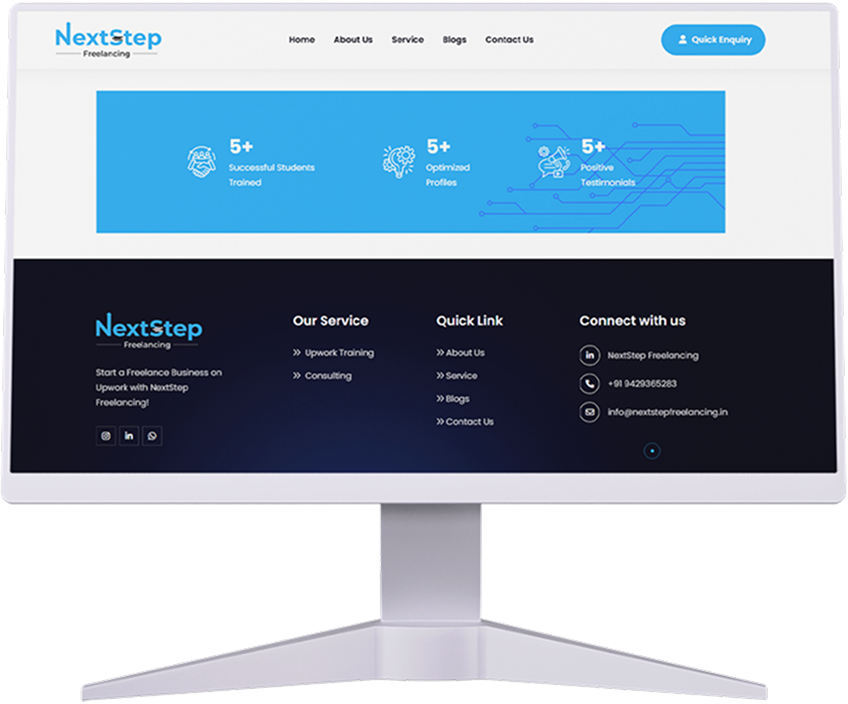 NextStep
Freelancing
Home About Us Service Blogs Contact Us
Quick Enquiry
5+
Successful Students
Trained
5+
Optimized
Profiles
5+
Positive
Testimonials
NextStep
Freelancing
Start a Freelance Business on
Upwork with NextStep
Freelancing!
Our Service
Upwork Training
Consulting
Quick Link
About Us
Service
Blogs
Contact Us
Connect with us
NextStep Freelancing
+91 9429365283
info@nextstepfreelancing.in